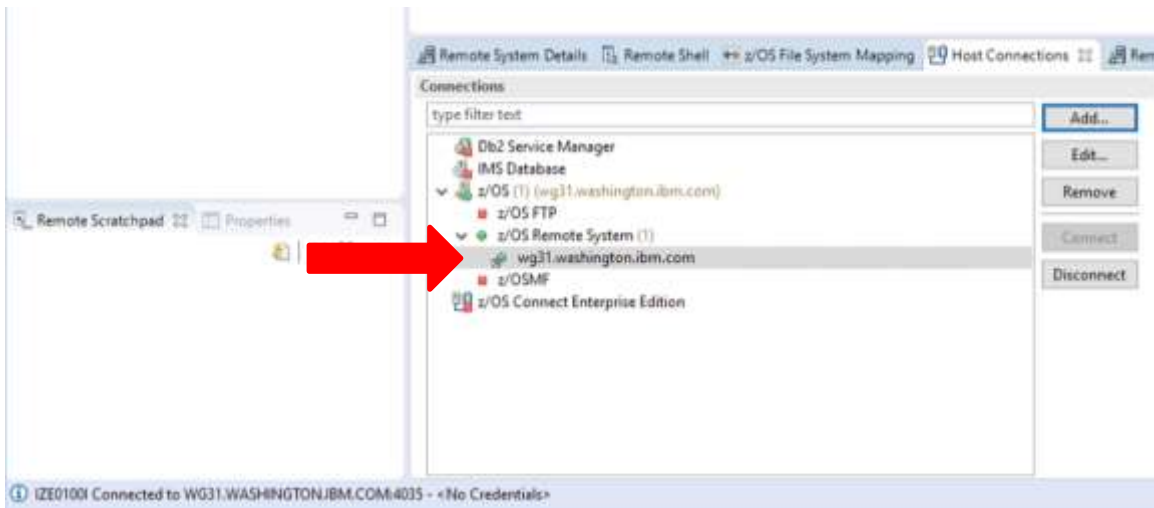 Remote System Details Remote Shell z/OS File System Mapping Host Connections Rem
Connections
type filter text
Add...
Db2 Service Manager
Edit...
IMS Database
z/OS (1) (wg31.washington.ibm.com)
Remove
z/OS FTP
Remote Scratchpad Properties
z/OS Remote System (1)
Connect
wg31.washington.ibm.com
Disconnect
z/OSMF
z/OS Connect Enterprise Edition
IZE0100I Connected to WG31.WASHINGTON.IBM.COM:4035 - <No Credentials>